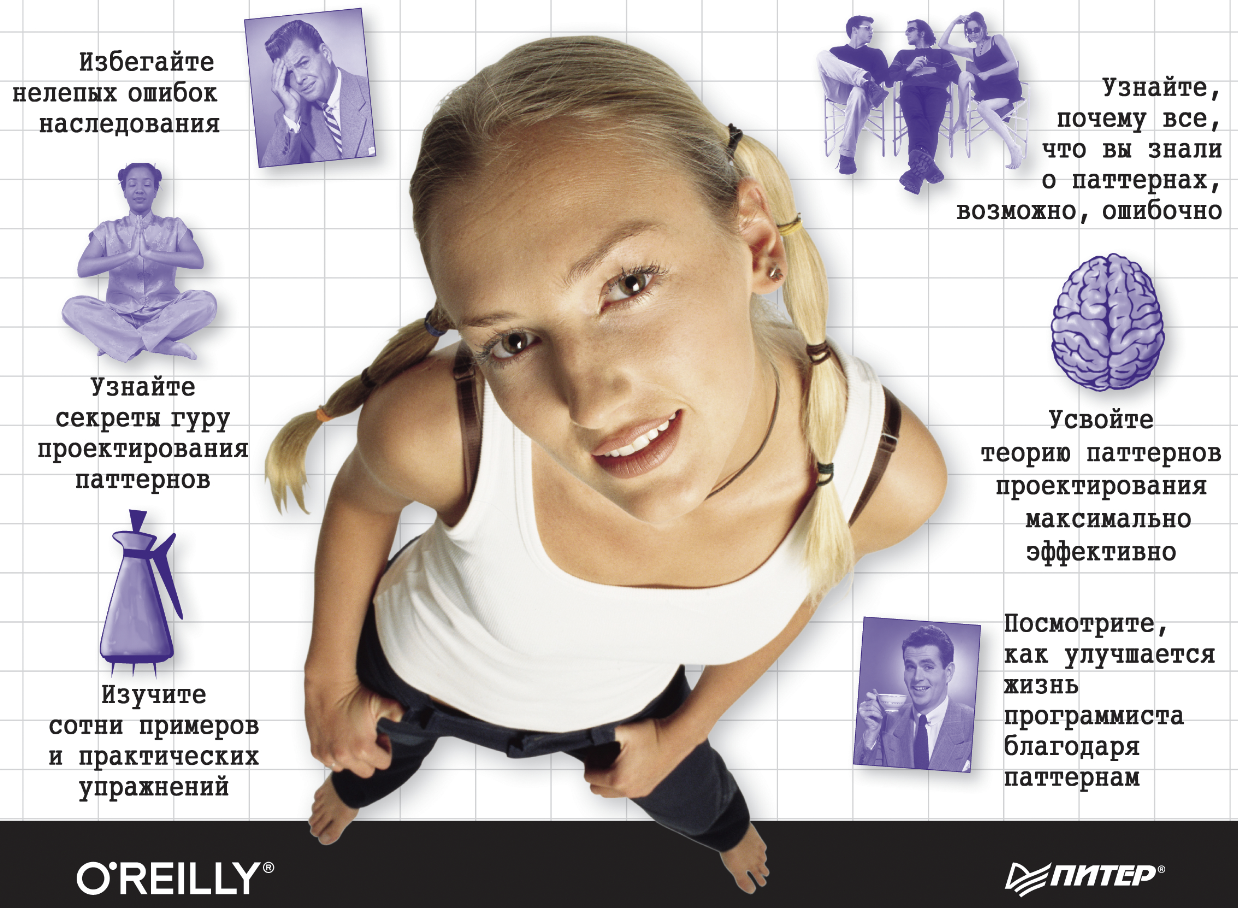 Избегайте
нелепых ошибок
наследования
Узнайте,
почему все,
что вы знали
о паттернах,
возможно, ошибочно
Узнайте
секреты гуру
проектирования
паттернов
Усвойте
теорию паттернов
проектирования
максимально
эффективно
Изучите
сотни примеров
и практических
упражнений
Посмотрите,
как улучшается
жизнь
программиста
благодаря
паттернам
O'REILLY®
ПИТЕР®